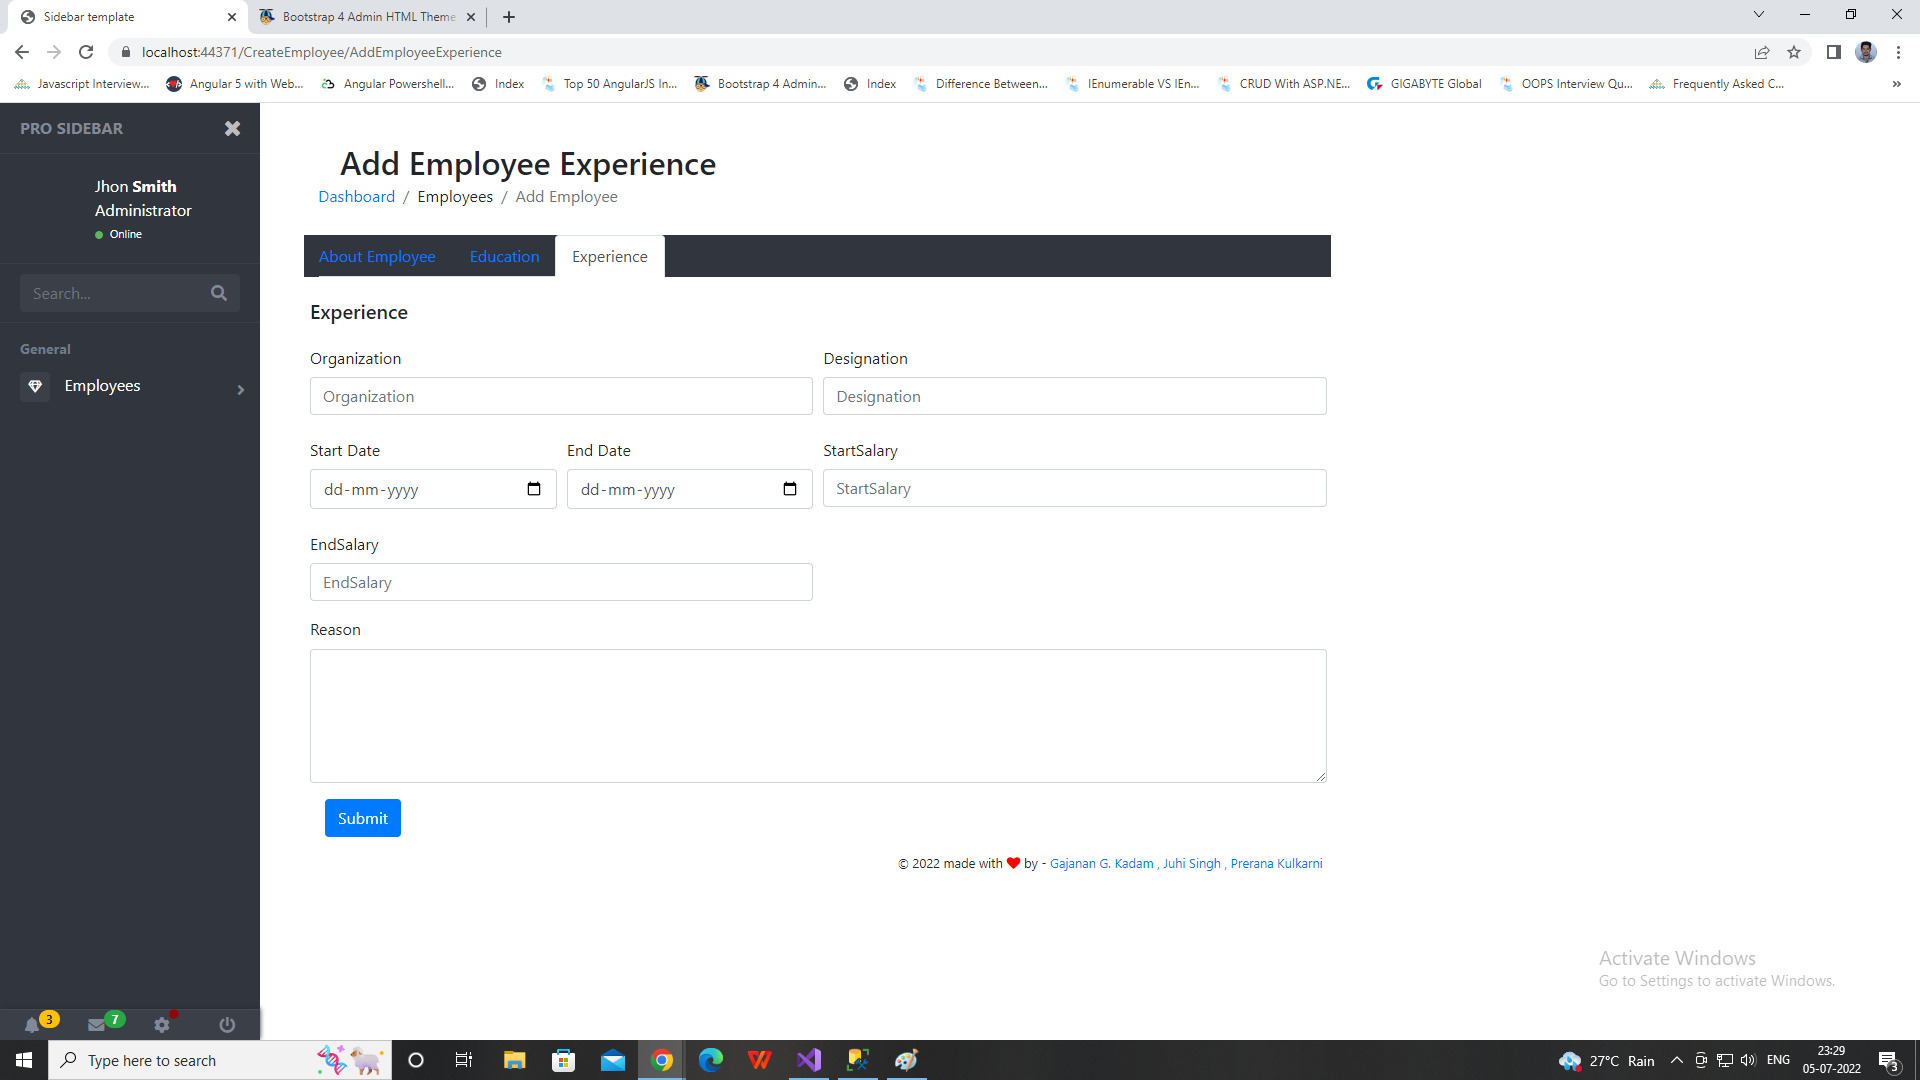 Sidebar template
Bootstrap 4 Admin HTML Theme
localhost:44371/CreateEmployee/AddEmployeeExperience
Javascript Interview...
Angular 5 with Web...
Angular Powershell...
Index
Top 50 AngularJS In...
Bootstrap 4 Admin...
Index
Difference Between...
IEnumerable VS IEn...
CRUD With ASP.NE...
GIGABYTE Global
OOPS Interview Qu...
Frequently Asked C...
PRO SIDEBAR
Jhon Smith
Administrator
Online
Search...
General
Employees
Add Employee Experience
Dashboard / Employees / Add Employee
About Employee
Education
Experience
Experience
Organization
Designation
Organization
Designation
Start Date
End Date
StartSalary
dd-mm-yyyy
dd-mm-yyyy
StartSalary
EndSalary
EndSalary
Reason
Submit
© 2022 made with ❤ by - Gajanan G. Kadam , Juhi Singh , Prerana Kulkarni
Activate Windows
Go to Settings to activate Windows.
3
7
Type here to search
27°C Rain
ENG
23:29
05-07-2022
3